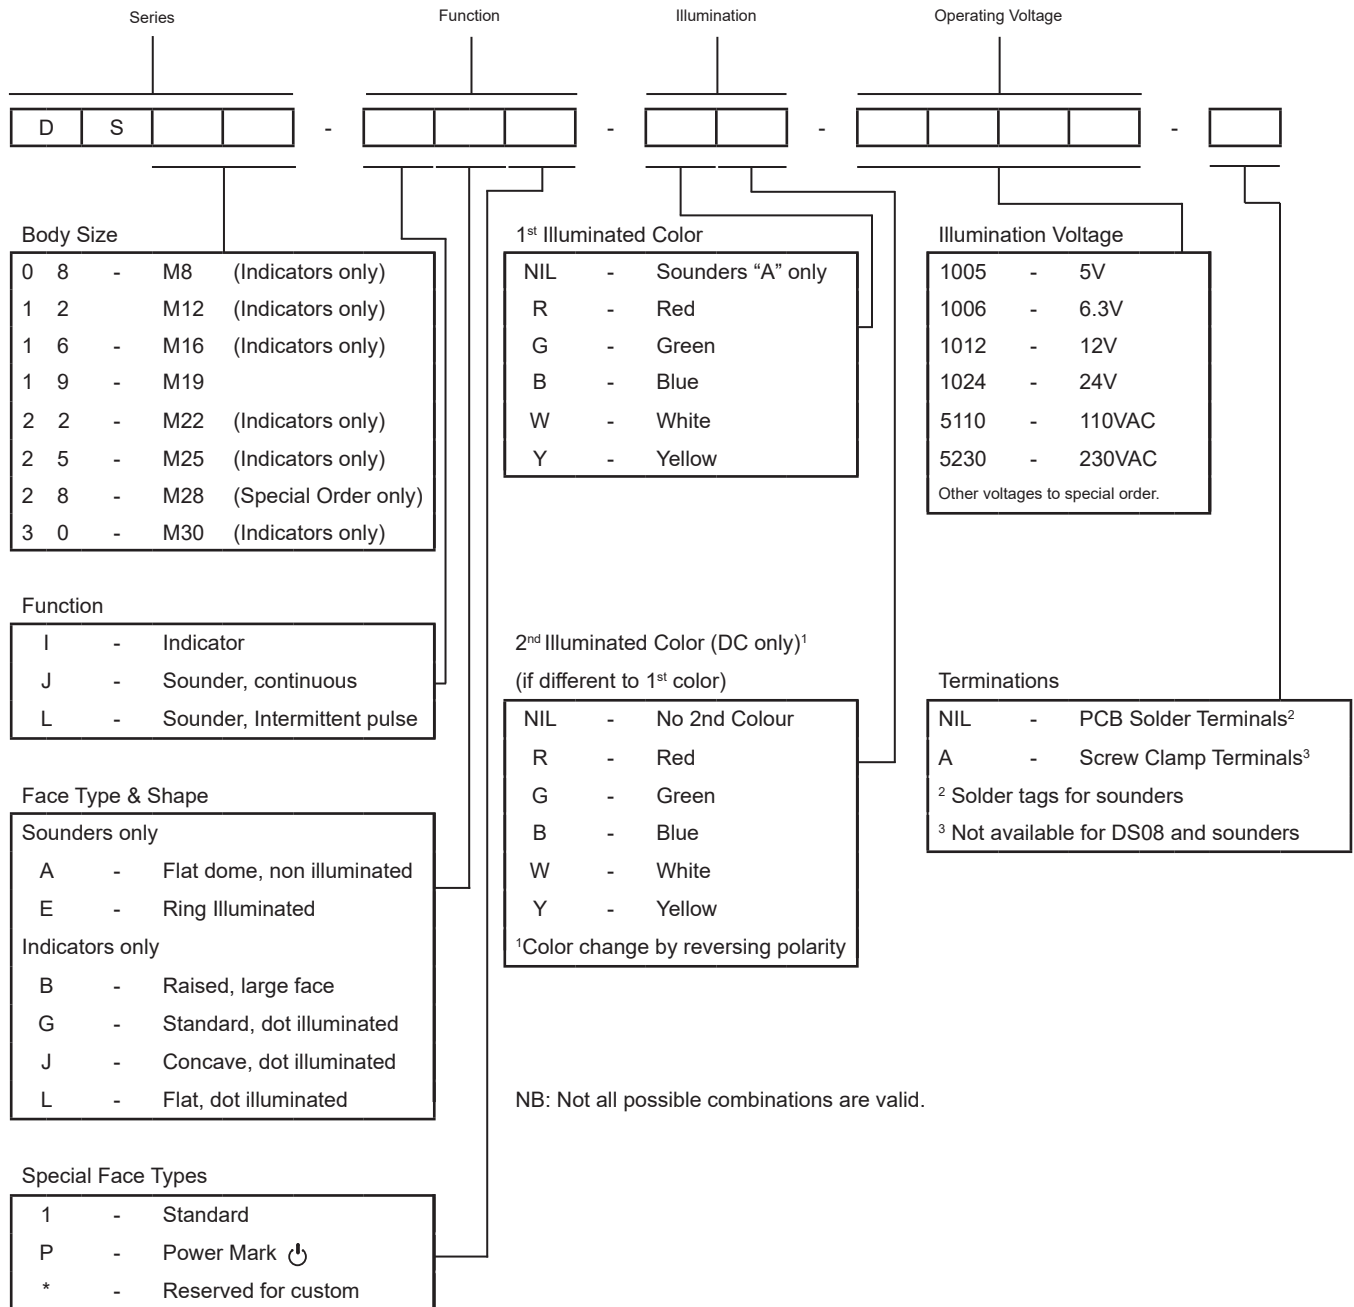 Series Function Illumination Operating Voltage
D S - - - -
Body Size
0 8 - M8 (Indicators only)
1 2 M12 (Indicators only)
1 6 - M16 (Indicators only)
1 9 - M19
2 2 - M22 (Indicators only)
2 5 - M25 (Indicators only)
2 8 - M28 (Special Order only)
3 0 - M30 (Indicators only)
Function
I - Indicator
J - Sounder, continuous
L - Sounder, Intermittent pulse
Face Type & Shape
Sounders only
A - Flat dome, non illuminated
E - Ring Illuminated
Indicators only
B - Raised, large face
G - Standard, dot illuminated
J - Concave, dot illuminated
L - Flat, dot illuminated
Special Face Types
1 - Standard
P - Power Mark
* - Reserved for custom
1st Illuminated Color
NIL - Sounders “A” only
R - Red
G - Green
B - Blue
W - White
Y - Yellow
2nd Illuminated Color (DC only)1
(if different to 1st color)
NIL - No 2nd Colour
R - Red
G - Green
B - Blue
W - White
Y - Yellow
1Color change by reversing polarity
NB: Not all possible combinations are valid.
Illumination Voltage
1005 - 5V
1006 - 6.3V
1012 - 12V
1024 - 24V
5110 - 110VAC
5230 - 230VAC
Other voltages to special order.
Terminations
NIL - PCB Solder Terminals2
A - Screw Clamp Terminals3
2 Solder tags for sounders
3 Not available for DS08 and sounders